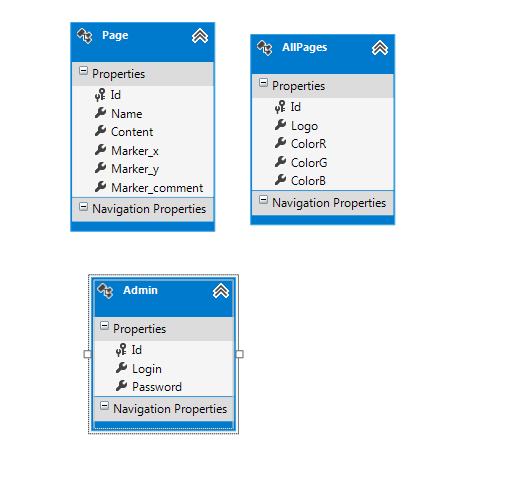 Page
Properties
Id
Name
Content
Marker_x
Marker_y
Marker_comment
Navigation Properties
AllPages
Properties
Id
Logo
ColorR
ColorG
ColorB
Navigation Properties
Admin
Properties
Id
Login
Password
Navigation Properties